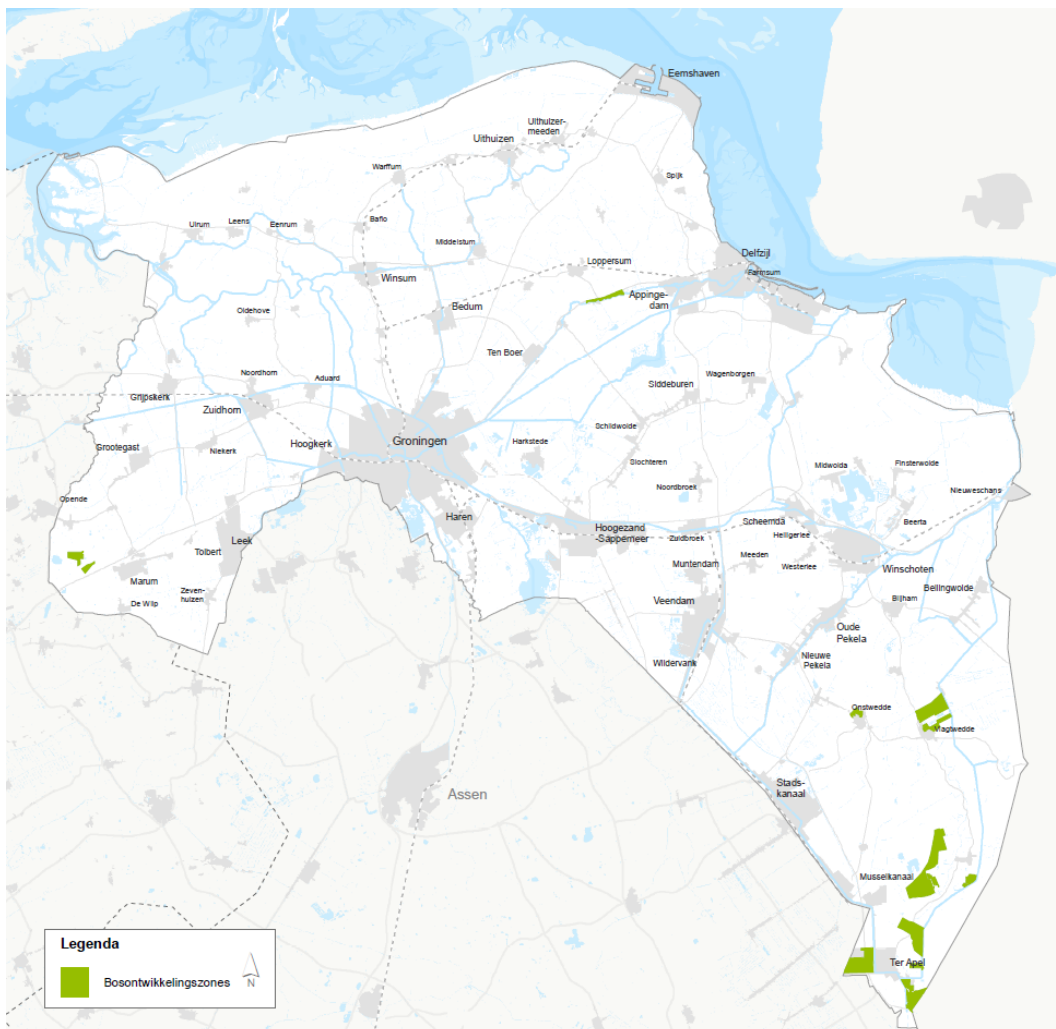 Eemshaven
Uithuizer-
meeden
Uithuizen
Warffum
Spijk
Baflo
Ulrum
Leens
Eenrum
Middelstum
Delfzijl
Loppersum
Farmsum
Winsum
Appinge-
dam
Bedum
Oldehove
Ten Boer
Wagenborgen
Noordhorn
Aduard
Siddeburen
Grijpskerk
Zuidhorn
Schildwolde
Groningen
Hoogkerk
Harkstede
Grootegast
Niekerk
Slochteren
Midwolda
Finsterwolde
Noordbroek
Nieuweschans
Opende
Haren
Scheemda
Beerta
Hoogezand
-Sappemeer
Zuidbroek
Heiligerlee
Leek
Tolbert
Meeden
Westerlee
Winschoten
Muntendam
Marum
Zeven-
huizen
De Wilp
Veendam
Bellingwolde
Blijham
Oude
Pekela
Wildervank
Nieuwe
Pekela
Onstwedde
Vlagtwedde
Assen
Stads-
kanaal
Musselkanaal
Ter Apel
Legenda
Bosontwikkelingszones
N